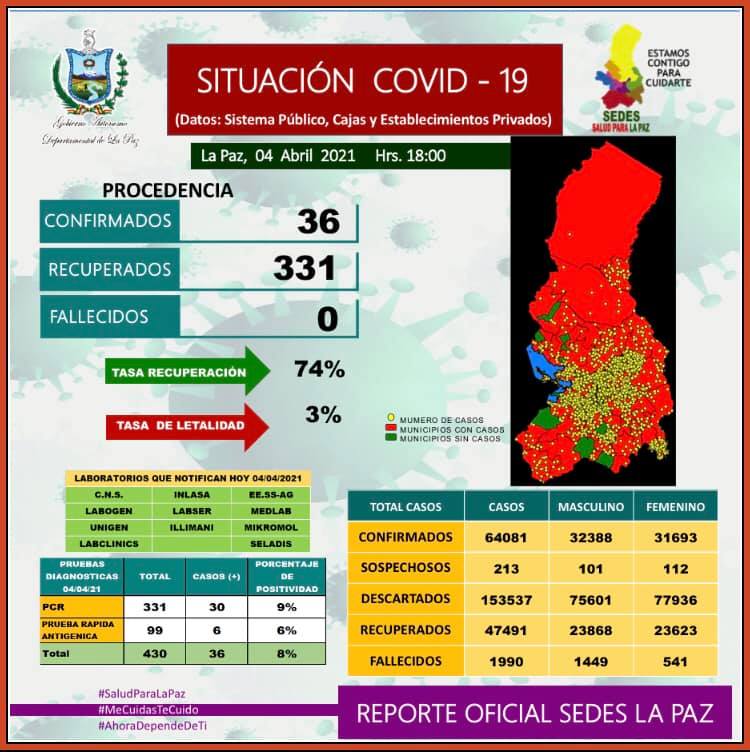 Gobierno Autónomo
Departamental de La Paz
SITUACIÓN COVID - 19
(Datos: Sistema Público, Cajas y Establecimientos Privados)
ESTAMOS
CONTIGO
PARA
CUIDARTE
SEDES
SALUD PARA LA PAZ
La Paz, 04 Abril 2021 Hrs. 18:00
PROCEDENCIA
CONFIRMADOS 36
RECUPERADOS 331
FALLECIDOS 0
TASA RECUPERACIÓN 74%
TASA DE LETALIDAD 3%
MUMERO DE CASOS
MUNICIPIOS CON CASOS
MUNICIPIOS SIN CASOS
LABORATORIOS QUE NOTIFICAN HOY 04/04/2021
C.N.S. INLASA EE.SS-AG
LABOGEN LABSER MEDLAB
UNIGEN ILLIMANI MIKROMOL
LABCLINICS SELADIS
PRUEBAS DIAGNOSTICAS 04/04/21 TOTAL CASOS (+) PORCENTAJE DE POSITIVIDAD
PCR 331 30 9%
PRUEBA RAPIDA ANTIGENICA 99 6 6%
Total 430 36 8%
TOTAL CASOS CASOS MASCULINO FEMENINO
CONFIRMADOS 64081 32388 31693
SOSPECHOSOS 213 101 112
DESCARTADOS 153537 75601 77936
RECUPERADOS 47491 23868 23623
FALLECIDOS 1990 1449 541
#SaludParaLaPaz
#MeCuidasTeCuido
#AhoraDependeDeTi
REPORTE OFICIAL SEDES LA PAZ